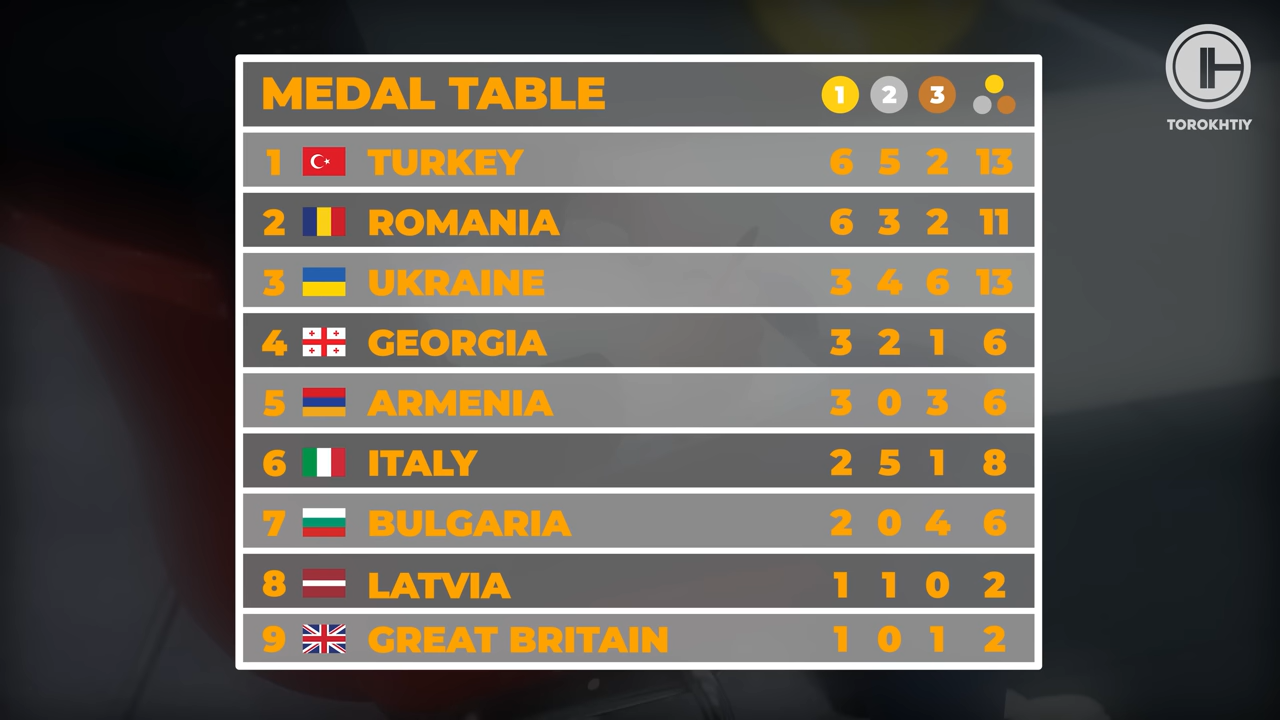 MEDAL TABLE 1 2 3
1 TURKEY 6 5 2 13
2 ROMANIA 6 3 2 11
3 UKRAINE 3 4 6 13
4 GEORGIA 3 2 1 6
5 ARMENIA 3 0 3 6
6 ITALY 2 5 1 8
7 BULGARIA 2 0 4 6
8 LATVIA 1 1 0 2
9 GREAT BRITAIN 1 0 1 2
TOROKHTIY